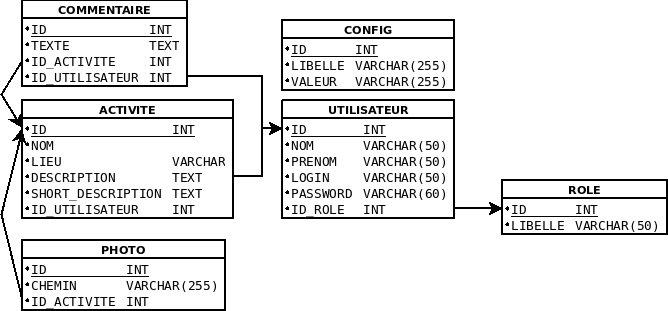 COMMENTAIRE
ID INT
TEXTE TEXT
ID_ACTIVITE INT
ID_UTILISATEUR INT
CONFIG
ID INT
LIBELLE VARCHAR(255)
VALEUR VARCHAR(255)
ACTIVITE
ID INT
NOM
LIEU VARCHAR
DESCRIPTION TEXT
SHORT_DESCRIPTION TEXT
ID_UTILISATEUR INT
UTILISATEUR
ID INT
NOM VARCHAR(50)
PRENOM VARCHAR(50)
LOGIN VARCHAR(50)
PASSWORD VARCHAR(60)
ID_ROLE INT
ROLE
ID INT
LIBELLE VARCHAR(50)
PHOTO
ID INT
CHEMIN VARCHAR(255)
ID_ACTIVITE INT